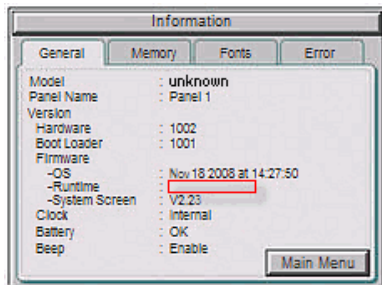 Information
General Memory Fonts Error
Model : unknown
Panel Name : Panel 1
Version
Hardware : 1002
Boot Loader : 1001
Firmware
-OS : Nov 18 2008 at 14:27:50
-Runtime :
-System Screen : V2.23
Clock : Internal
Battery : OK
Beep : Enable
Main Menu